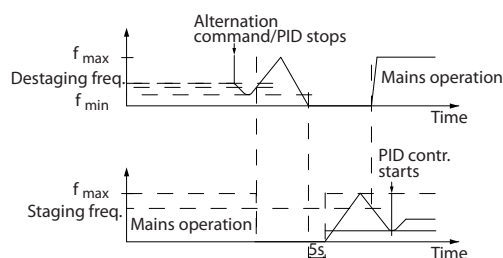 Alternation
command/PID stops
f max
Destaging freq.
f min
Mains operation
Time
PID contr.
starts
f max
Staging freq.
Mains operation
5s
Time